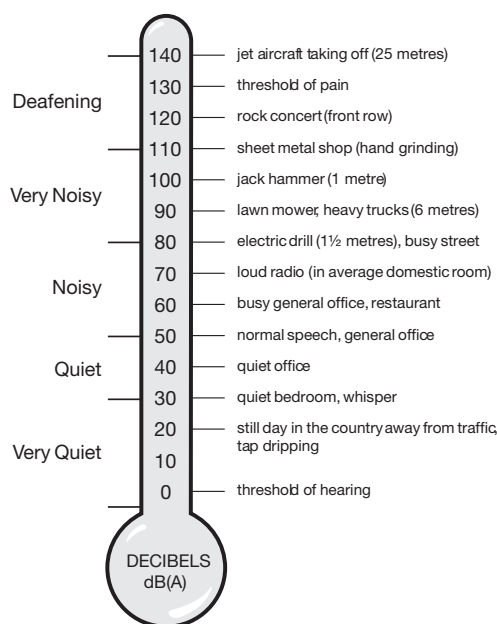 140 jet aircraft taking off (25 metres)
130 threshold of pain
Deafening
120 rock concert (front row)
110 sheet metal shop (hand grinding)
100 jack hammer (1 metre)
Very Noisy
90 lawn mower, heavy trucks (6 metres)
80 electric drill (1½ metres), busy street
70 loud radio (in average domestic room)
Noisy
60 busy general office, restaurant
50 normal speech, general office
Quiet
40 quiet office
30 quiet bedroom, whisper
20 still day in the country away from traffic,
tap dripping
Very Quiet
10
0 threshold of hearing
DECIBELS
dB(A)